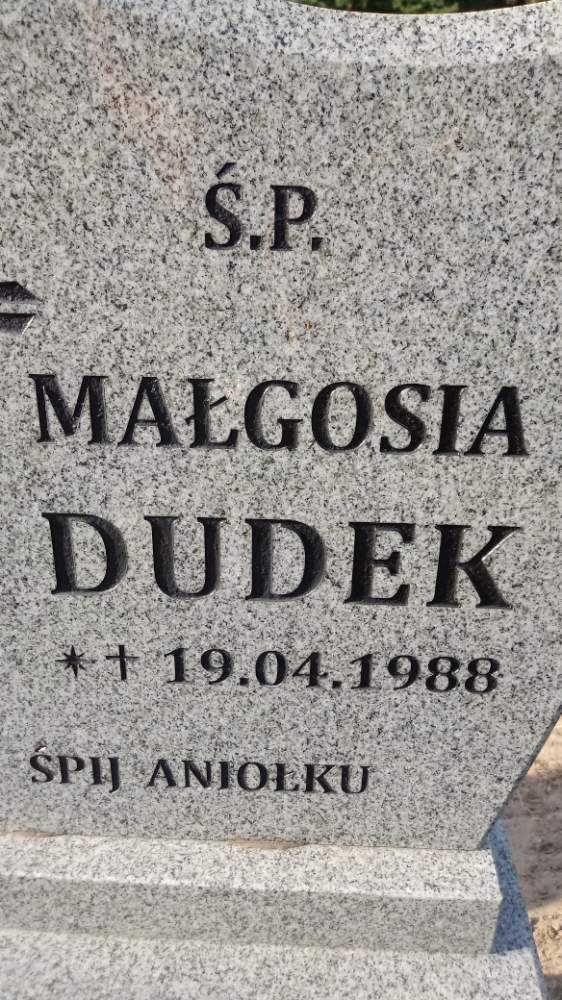 Ś.P.
MAŁGOSIA
DUDEK
*† 19.04.1988
ŚPIJ ANIOŁKU